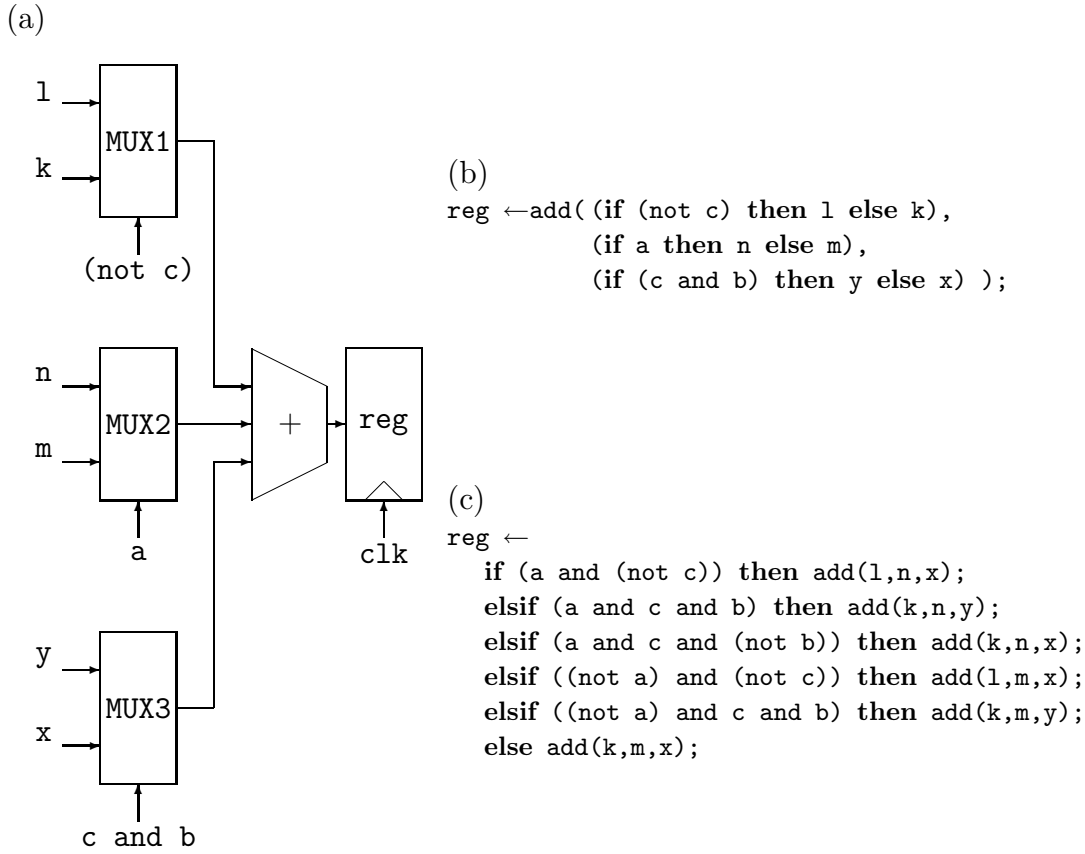 (a)
l
MUX1
k
(not c)
n
MUX2
m
a
+
reg
clk
y
MUX3
x
c and b
(b)
reg ←add( (if (not c) then l else k),
(if a then n else m),
(if (c and b) then y else x) );
(c)
reg ←
if (a and (not c)) then add(l,n,x);
elsif (a and c and b) then add(k,n,y);
elsif (a and c and (not b)) then add(k,n,x);
elsif ((not a) and (not c)) then add(l,m,x);
elsif ((not a) and c and b) then add(k,m,y);
else add(k,m,x);